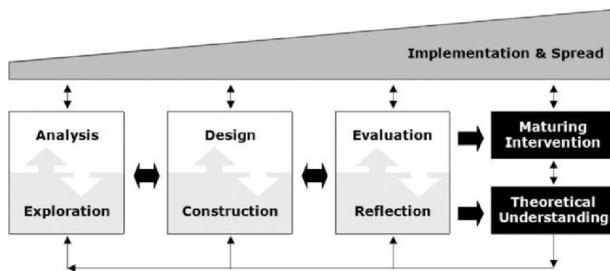 Implementation & Spread
Analysis
Exploration
Design
Construction
Evaluation
Reflection
Maturing
Intervention
Theoretical
Understanding